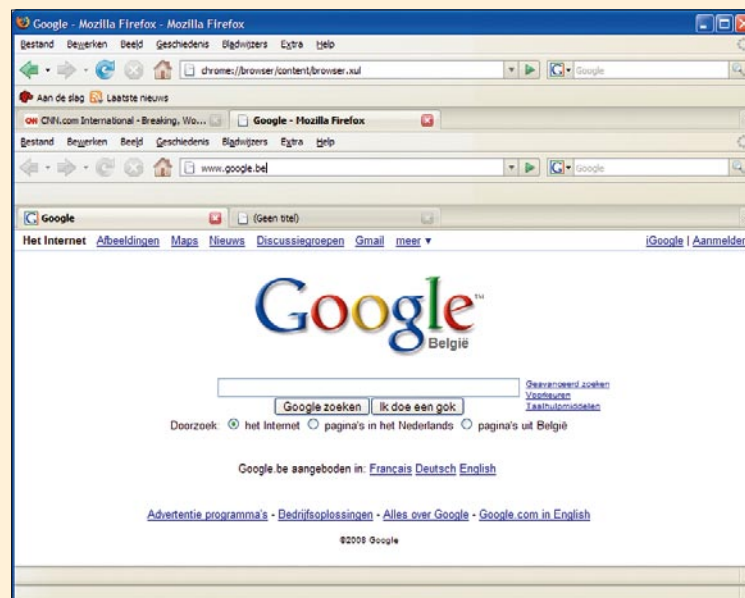 Google - Mozilla Firefox - Mozilla Firefox
Bestand Bewerken Beeld Geschiedenis Bladwijzers Extra Help
chrome://browser/content/browser.xul Google
Aan de slag Laatste nieuws
CNN CNN.com International - Breaking, Wo... Google - Mozilla Firefox
Bestand Bewerken Beeld Geschiedenis Bladwijzers Extra Help
www.google.be Google
G Google (Geen titel)
Het Internet Afbeeldingen Maps Nieuws Discussiegroepen Gmail meer ▼ iGoogle | Aanmelden
Google™
België
Geavanceerd zoeken
Voorkeuren
Taalhulpmiddelen
Google zoeken Ik doe een gok
Doorzoek: het Internet pagina's in het Nederlands pagina's uit België
Google.be aangeboden in: Français Deutsch English
Advertentie programma's - Bedrijfsoplossingen - Alles over Google - Google.com in English
©2008 Google